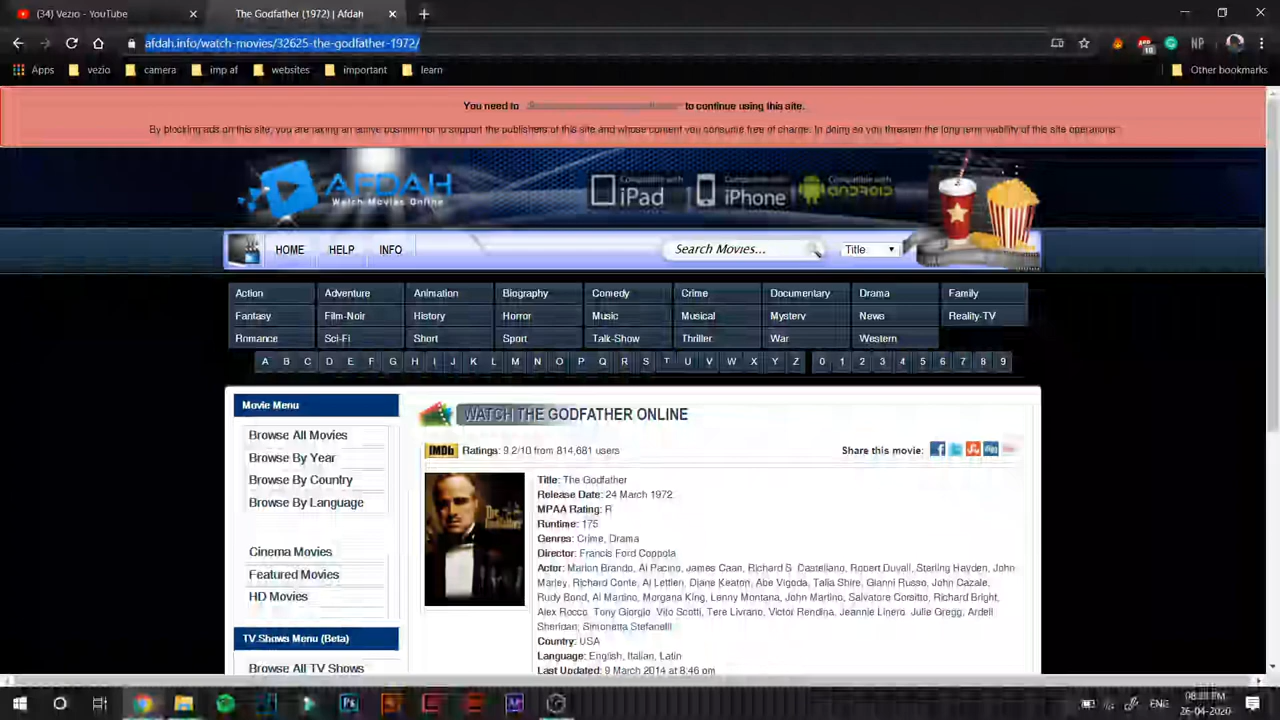 (34) Vezio - YouTube
The Godfather (1972) | Afdah
afdah.info/watch-movies/32625-the-godfather-1972/
10
NP
Apps vezio camera imp af websites important learn Other bookmarks
You need to to continue using this site.
By blocking ads on this site, you are taking an active position not to support the publishers of this site and whose content you consume free of charge. In doing so you threaten the long term viability of this site operations.
AFDAH
Watch Movies Online
Compatible with iPad
Compatible with iPhone
Compatible with ANDROID
HOME HELP INFO
Search Movies...
Title
Action Adventure Animation Biography Comedy Crime Documentary Drama Family
Fantasy Film-Noir History Horror Music Musical Mystery News Reality-TV
Romance Sci-Fi Short Sport Talk-Show Thriller War Western
A B C D E F G H I J K L M N O P Q R S T U V W X Y Z 0 1 2 3 4 5 6 7 8 9
Movie Menu
Browse All Movies
Browse By Year
Browse By Country
Browse By Language
Cinema Movies
Featured Movies
HD Movies
TV Shows Menu (Beta)
Browse All TV Shows
WATCH THE GODFATHER ONLINE
IMDb Ratings: 9.2/10 from 814,681 users
Share this movie:
Title: The Godfather
Release Date: 24 March 1972
MPAA Rating: R
Runtime: 175
Genres: Crime, Drama
Director: Francis Ford Coppola
Actor: Marlon Brando, Al Pacino, James Caan, Richard S. Castellano, Robert Duvall, Sterling Hayden, John
Marley, Richard Conte, Al Lettieri, Diane Keaton, Abe Vigoda, Talia Shire, Gianni Russo, John Cazale,
Rudy Bond, Al Martino, Morgana King, Lenny Montana, John Martino, Salvatore Corsitto, Richard Bright,
Alex Rocco, Tony Giorgio, Vito Scotti, Tere Livrano, Victor Rendina, Jeannie Linero, Julie Gregg, Ardell
Sheridan, Simonetta Stefanelli
Country: USA
Language: English, Italian, Latin
Last Updated: 9 March 2014 at 8:46 pm
Ps
ENG
26-04-2020